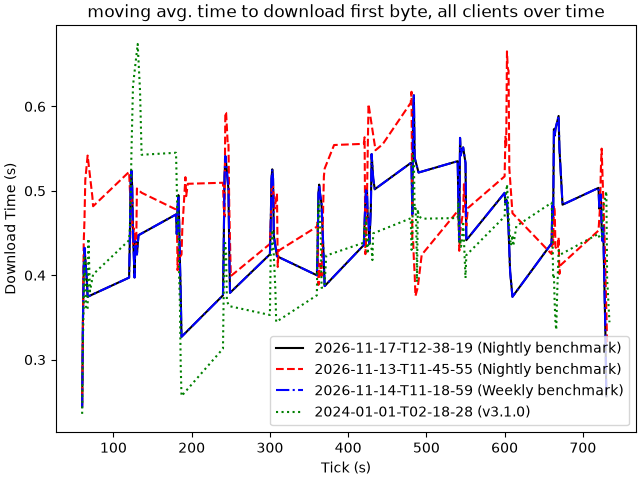 moving avg. time to download first byte, all clients over time
Download Time (s)
0.6
0.5
0.4
0.3
100 200 300 400 500 600 700
Tick (s)
2026-11-17-T12-38-19 (Nightly benchmark)
2026-11-13-T11-45-55 (Nightly benchmark)
2026-11-14-T11-18-59 (Weekly benchmark)
2024-01-01-T02-18-28 (v3.1.0)